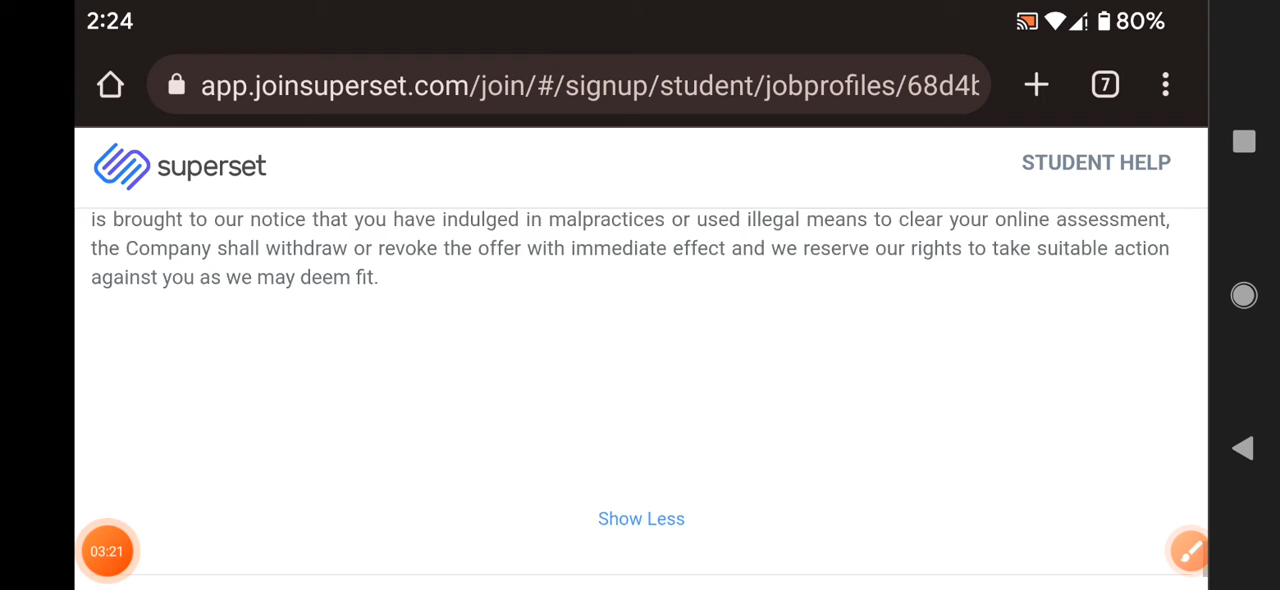 2:24
80%
app.joinsuperset.com/join/#/signup/student/jobprofiles/68d4b
7
superset
STUDENT HELP
is brought to our notice that you have indulged in malpractices or used illegal means to clear your online assessment,
the Company shall withdraw or revoke the offer with immediate effect and we reserve our rights to take suitable action
against you as we may deem fit.
Show Less
03:21